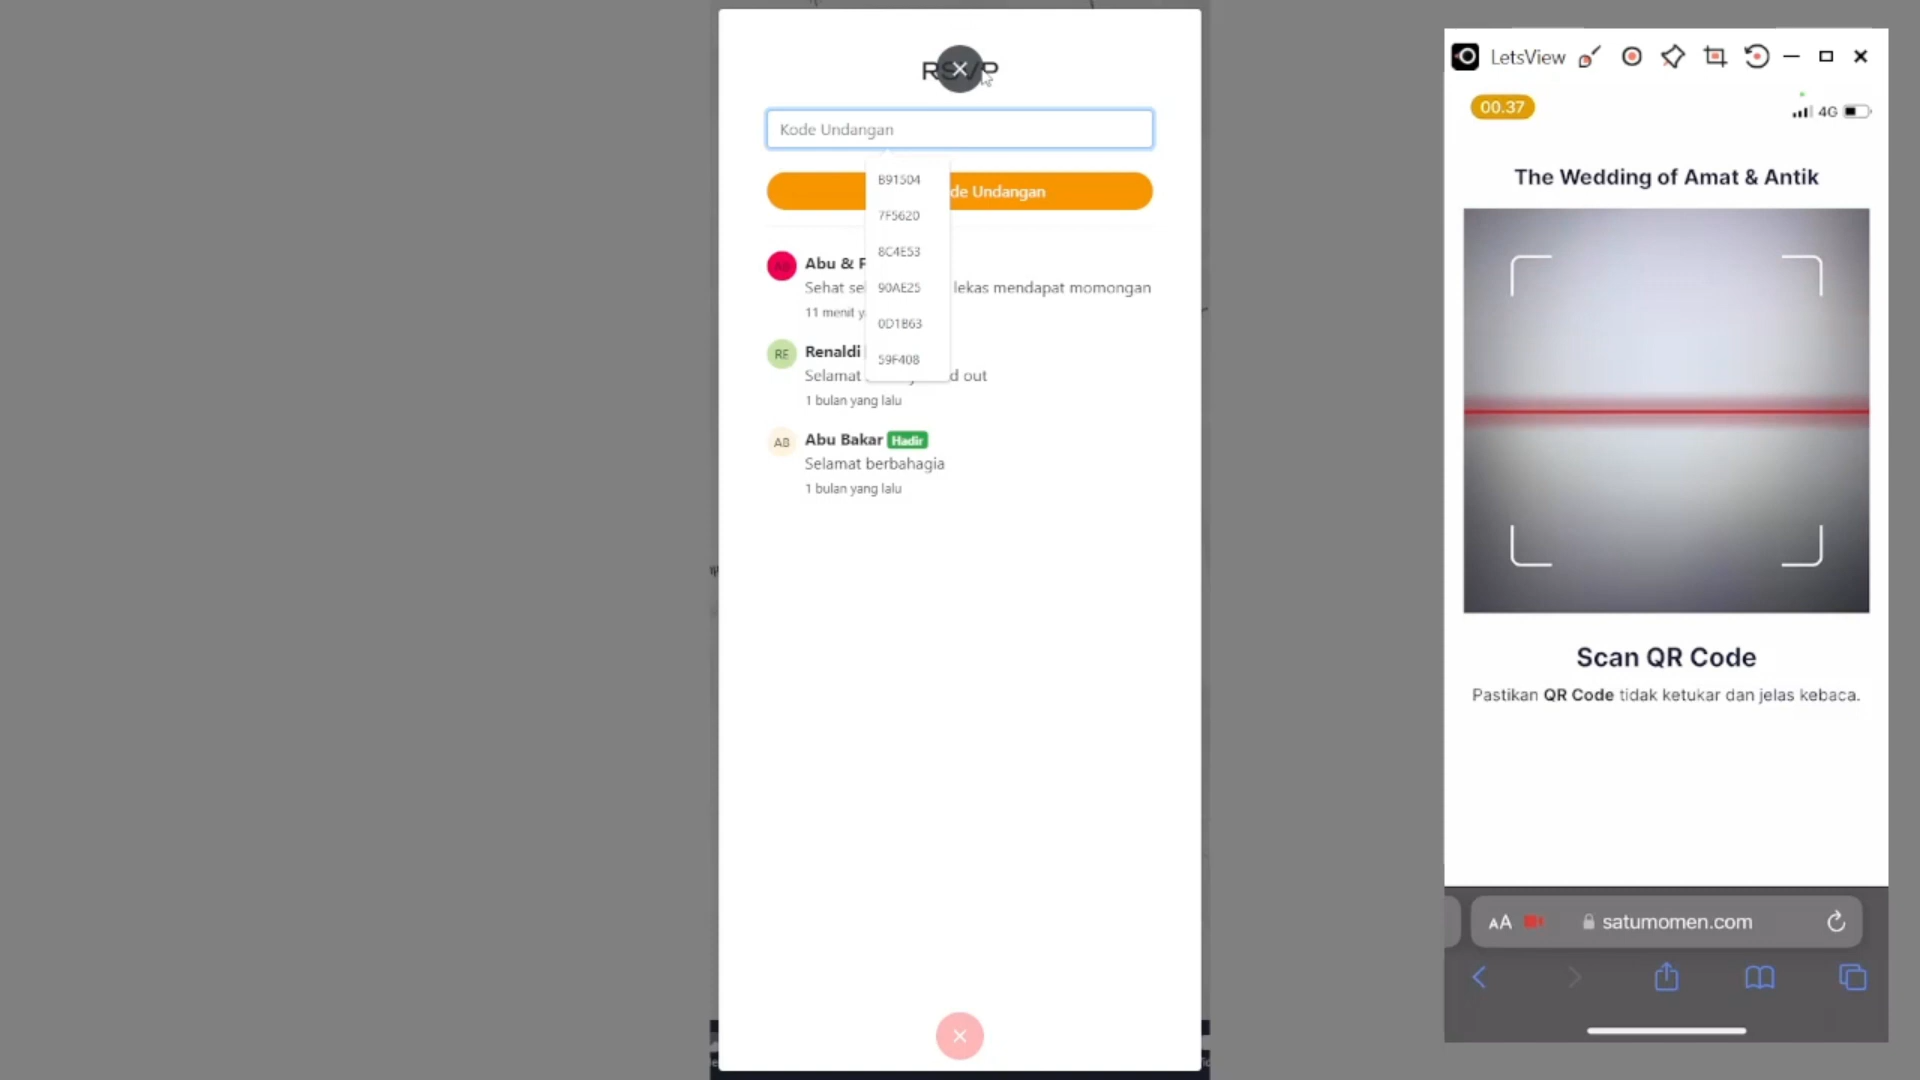 RSVP
Kode Undangan
B91504
de Undangan
7F5620
8C4E53
90AE25
0D1B63
59F408
Abu &
Sehat se lekas mendapat momongan
11 menit y
RE
Renaldi
Selamat d out
1 bulan yang lalu
AB
Abu Bakar Hadir
Selamat berbahagia
1 bulan yang lalu
LetsView
00.37
4G
The Wedding of Amat & Antik
Scan QR Code
Pastikan QR Code tidak ketukar dan jelas kebaca.
AA
satumomen.com